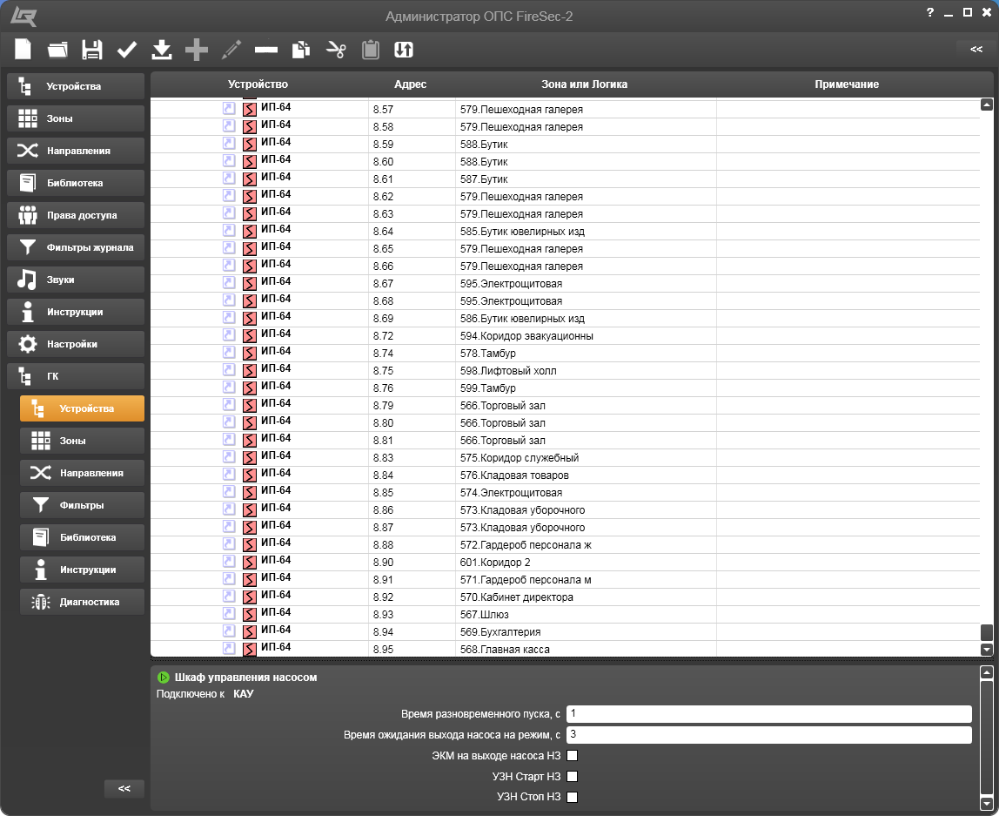 Администратор ОПС FireSec-2
?
<<
Устройства
Зоны
Направления
Библиотека
Права доступа
Фильтры журнала
Звуки
Инструкции
Настройки
ГК
Устройства
Зоны
Направления
Фильтры
Библиотека
Инструкции
Диагностика
<<
Устройство Адрес Зона или Логика Примечание
ИП-64 8.57 579.Пешеходная галерея
ИП-64 8.58 579.Пешеходная галерея
ИП-64 8.59 588.Бутик
ИП-64 8.60 588.Бутик
ИП-64 8.61 587.Бутик
ИП-64 8.62 579.Пешеходная галерея
ИП-64 8.63 579.Пешеходная галерея
ИП-64 8.64 585.Бутик ювелирных изд
ИП-64 8.65 579.Пешеходная галерея
ИП-64 8.66 579.Пешеходная галерея
ИП-64 8.67 595.Электрощитовая
ИП-64 8.68 595.Электрощитовая
ИП-64 8.69 586.Бутик ювелирных изд
ИП-64 8.72 594.Коридор эвакуационны
ИП-64 8.74 578.Тамбур
ИП-64 8.75 598.Лифтовый холл
ИП-64 8.76 599.Тамбур
ИП-64 8.79 566.Торговый зал
ИП-64 8.80 566.Торговый зал
ИП-64 8.81 566.Торговый зал
ИП-64 8.83 575.Коридор служебный
ИП-64 8.84 576.Кладовая товаров
ИП-64 8.85 574.Электрощитовая
ИП-64 8.86 573.Кладовая уборочного
ИП-64 8.87 573.Кладовая уборочного
ИП-64 8.88 572.Гардероб персонала ж
ИП-64 8.90 601.Коридор 2
ИП-64 8.91 571.Гардероб персонала м
ИП-64 8.92 570.Кабинет директора
ИП-64 8.93 567.Шлюз
ИП-64 8.94 569.Бухгалтерия
ИП-64 8.95 568.Главная касса
Шкаф управления насосом
Подключено к КАУ
Время разновременного пуска, с 1
Время ожидания выхода насоса на режим, с 3
ЭКМ на выходе насоса НЗ
УЗН Старт НЗ
УЗН Стоп НЗ